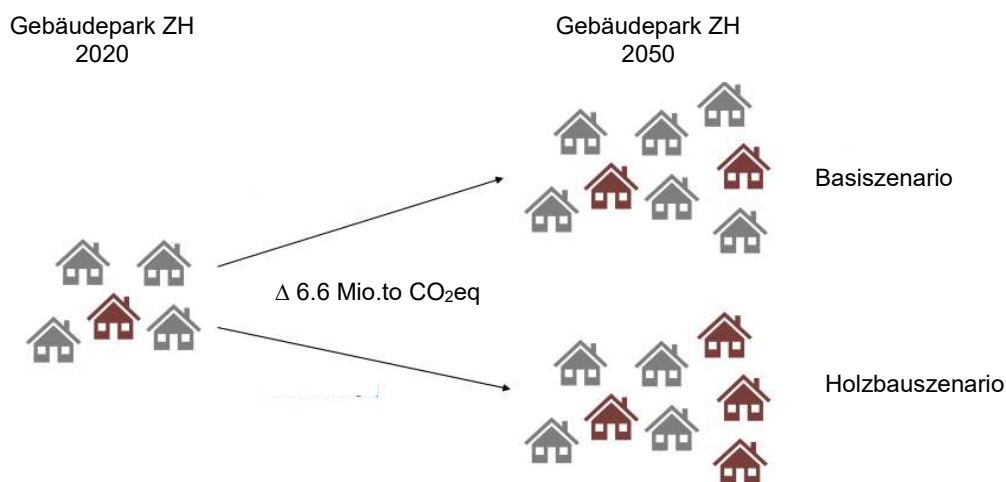 Gebäudepark ZH
2020
Gebäudepark ZH
2050
Basiszenario
Δ 6.6 Mio.to CO₂eq
Holzbauszenario